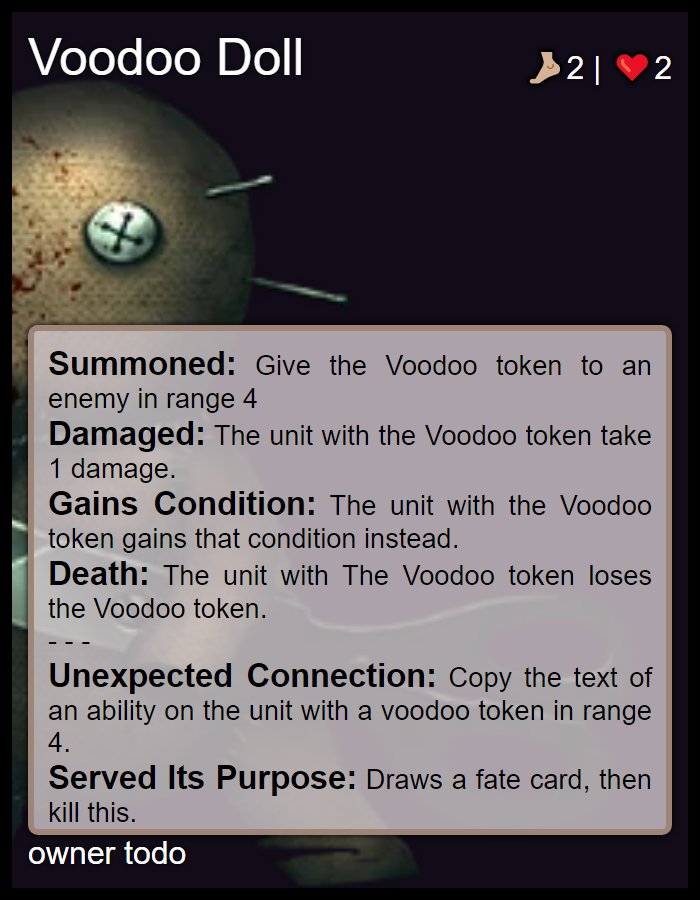 Voodoo Doll
🦶🏼2 | ❤️2
Summoned: Give the Voodoo token to an
enemy in range 4
Damaged: The unit with the Voodoo token take
1 damage.
Gains Condition: The unit with the Voodoo
token gains that condition instead.
Death: The unit with The Voodoo token loses
the Voodoo token.
- - -
Unexpected Connection: Copy the text of
an ability on the unit with a voodoo token in range
4.
Served Its Purpose: Draws a fate card, then
kill this.
owner todo